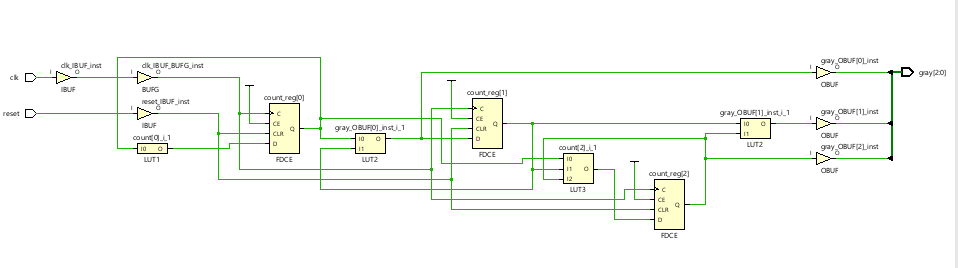 clk
I
clk_IBUF_inst
O
IBUF
I
clk_IBUF_BUFG_inst
O
BUFG
reset
I
reset_IBUF_inst
O
IBUF
count[0]_i_1
I0
O
LUT1
count_reg[0]
C
CE
CLR
D
Q
FDCE
gray_OBUF[0]_inst_i_1
I0
I1
O
LUT2
count_reg[1]
C
CE
CLR
D
Q
FDCE
count[2]_i_1
I0
I1
I2
O
LUT3
count_reg[2]
C
CE
CLR
D
Q
FDCE
gray_OBUF[1]_inst_i_1
I0
I1
O
LUT2
gray_OBUF[0]_inst
I
O
OBUF
gray_OBUF[1]_inst
I
O
OBUF
gray_OBUF[2]_inst
I
O
OBUF
gray[2:0]